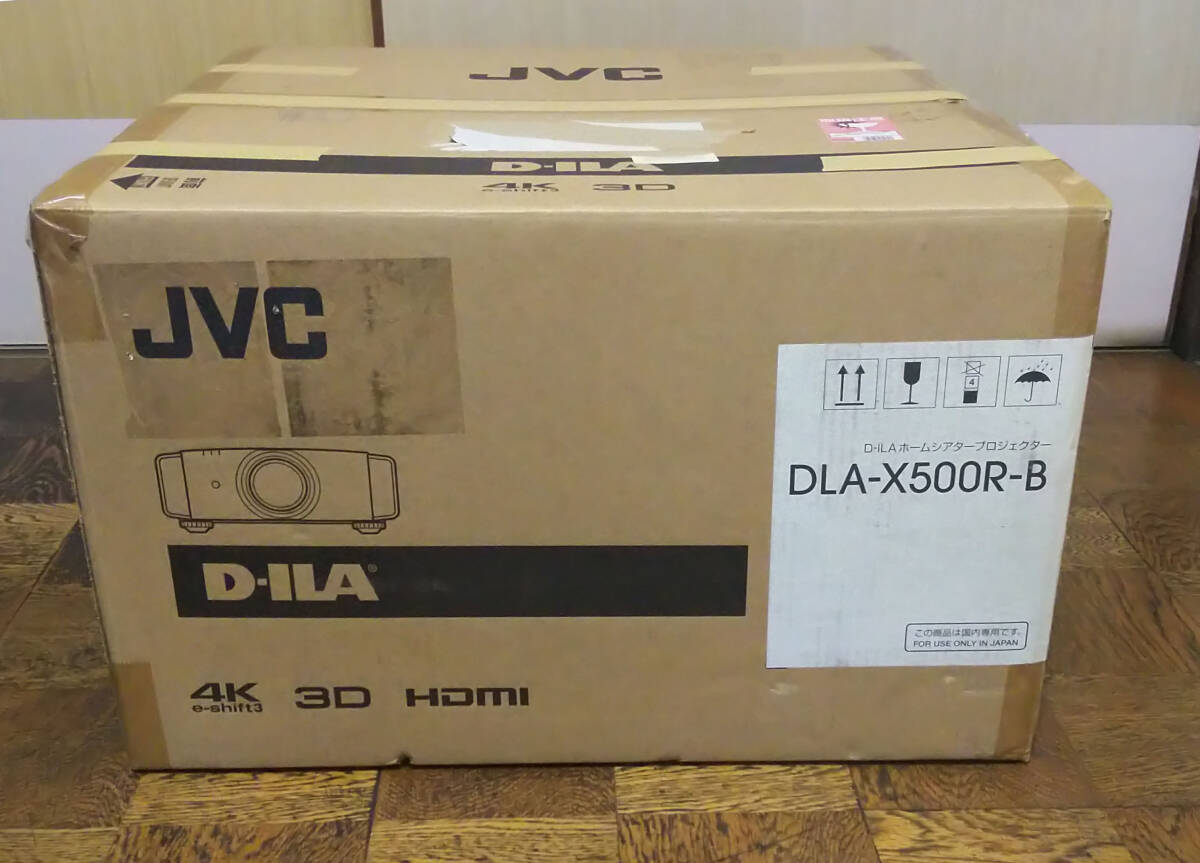 JVC
D-ILA
4K
e-shift3
3D
JVC
4
D-ILAホームシアタープロジェクター
DLA-X500R-B
D-ILA®
この商品は国内専用です。
FOR USE ONLY IN JAPAN
4K
e-shift3
3D
HDMI